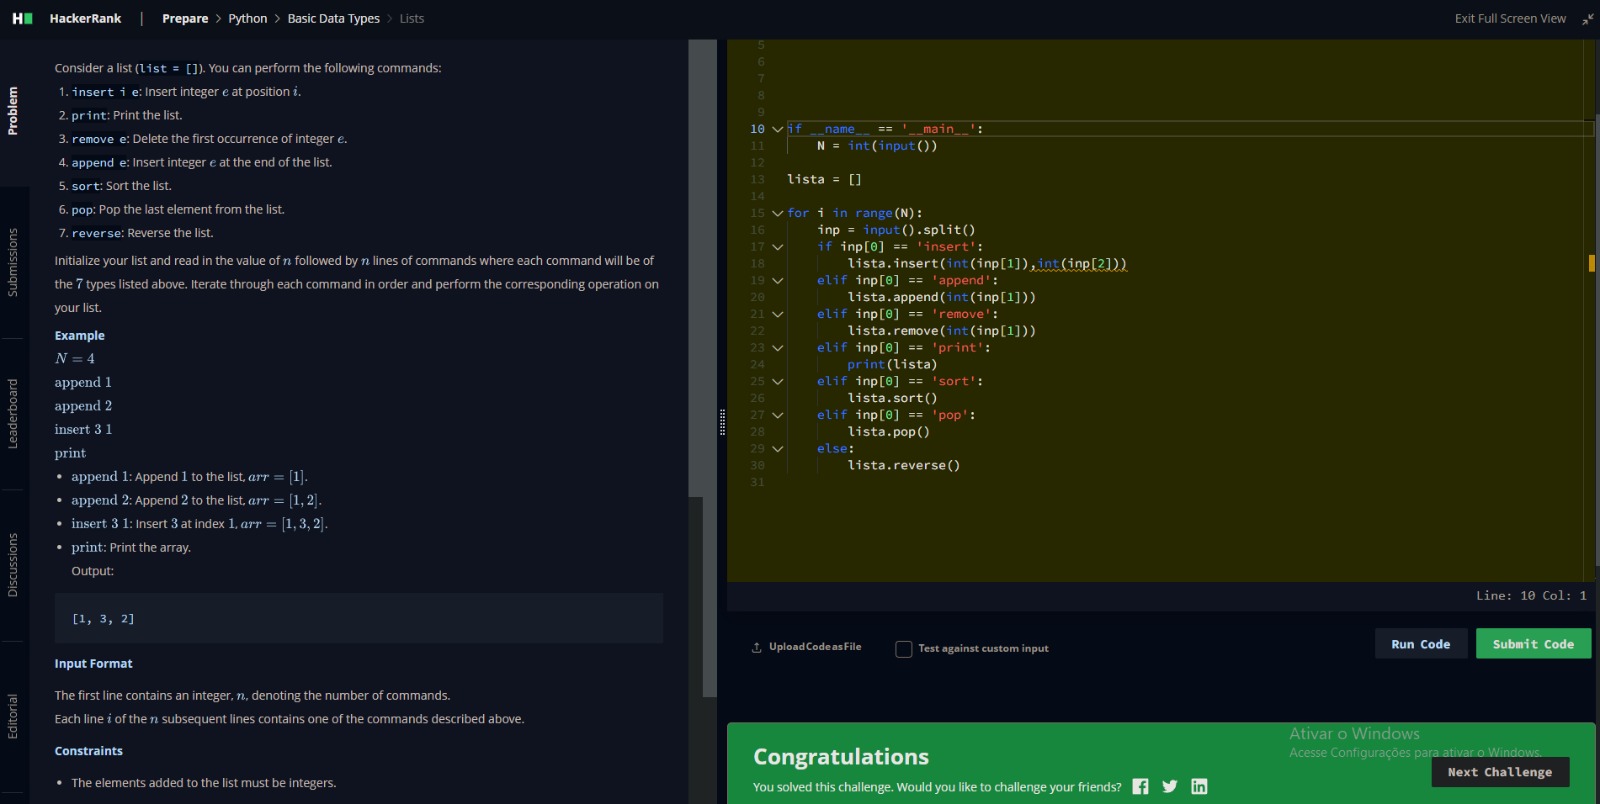 HackerRank | Prepare > Python > Basic Data Types > Lists
Exit Full Screen View
Problem
Submissions
Leaderboard
Discussions
Editorial
Consider a list (list = []). You can perform the following commands:
1. insert i e: Insert integer e at position i.
2. print: Print the list.
3. remove e: Delete the first occurrence of integer e.
4. append e: Insert integer e at the end of the list.
5. sort: Sort the list.
6. pop: Pop the last element from the list.
7. reverse: Reverse the list.
Initialize your list and read in the value of n followed by n lines of commands where each command will be of
the 7 types listed above. Iterate through each command in order and perform the corresponding operation on
your list.
Example
N = 4
append 1
append 2
insert 3 1
print
• append 1: Append 1 to the list, arr = [1].
• append 2: Append 2 to the list, arr = [1, 2].
• insert 3 1: Insert 3 at index 1, arr = [1, 3, 2].
• print: Print the array.
Output:
[1, 3, 2]
Input Format
The first line contains an integer, n, denoting the number of commands.
Each line i of the n subsequent lines contains one of the commands described above.
Constraints
• The elements added to the list must be integers.
5
6
7
8
9
10 if __name__ == '__main__':
11     N = int(input())
12
13 lista = []
14
15 for i in range(N):
16     inp = input().split()
17     if inp[0] == 'insert':
18         lista.insert(int(inp[1]),int(inp[2]))
19     elif inp[0] == 'append':
20         lista.append(int(inp[1]))
21     elif inp[0] == 'remove':
22         lista.remove(int(inp[1]))
23     elif inp[0] == 'print':
24         print(lista)
25     elif inp[0] == 'sort':
26         lista.sort()
27     elif inp[0] == 'pop':
28         lista.pop()
29     else:
30         lista.reverse()
31
Line: 10 Col: 1
Upload Code as File
Test against custom input
Run Code
Submit Code
Ativar o Windows
Acesse Configurações para ativar o Windows.
Congratulations
You solved this challenge. Would you like to challenge your friends?
Next Challenge